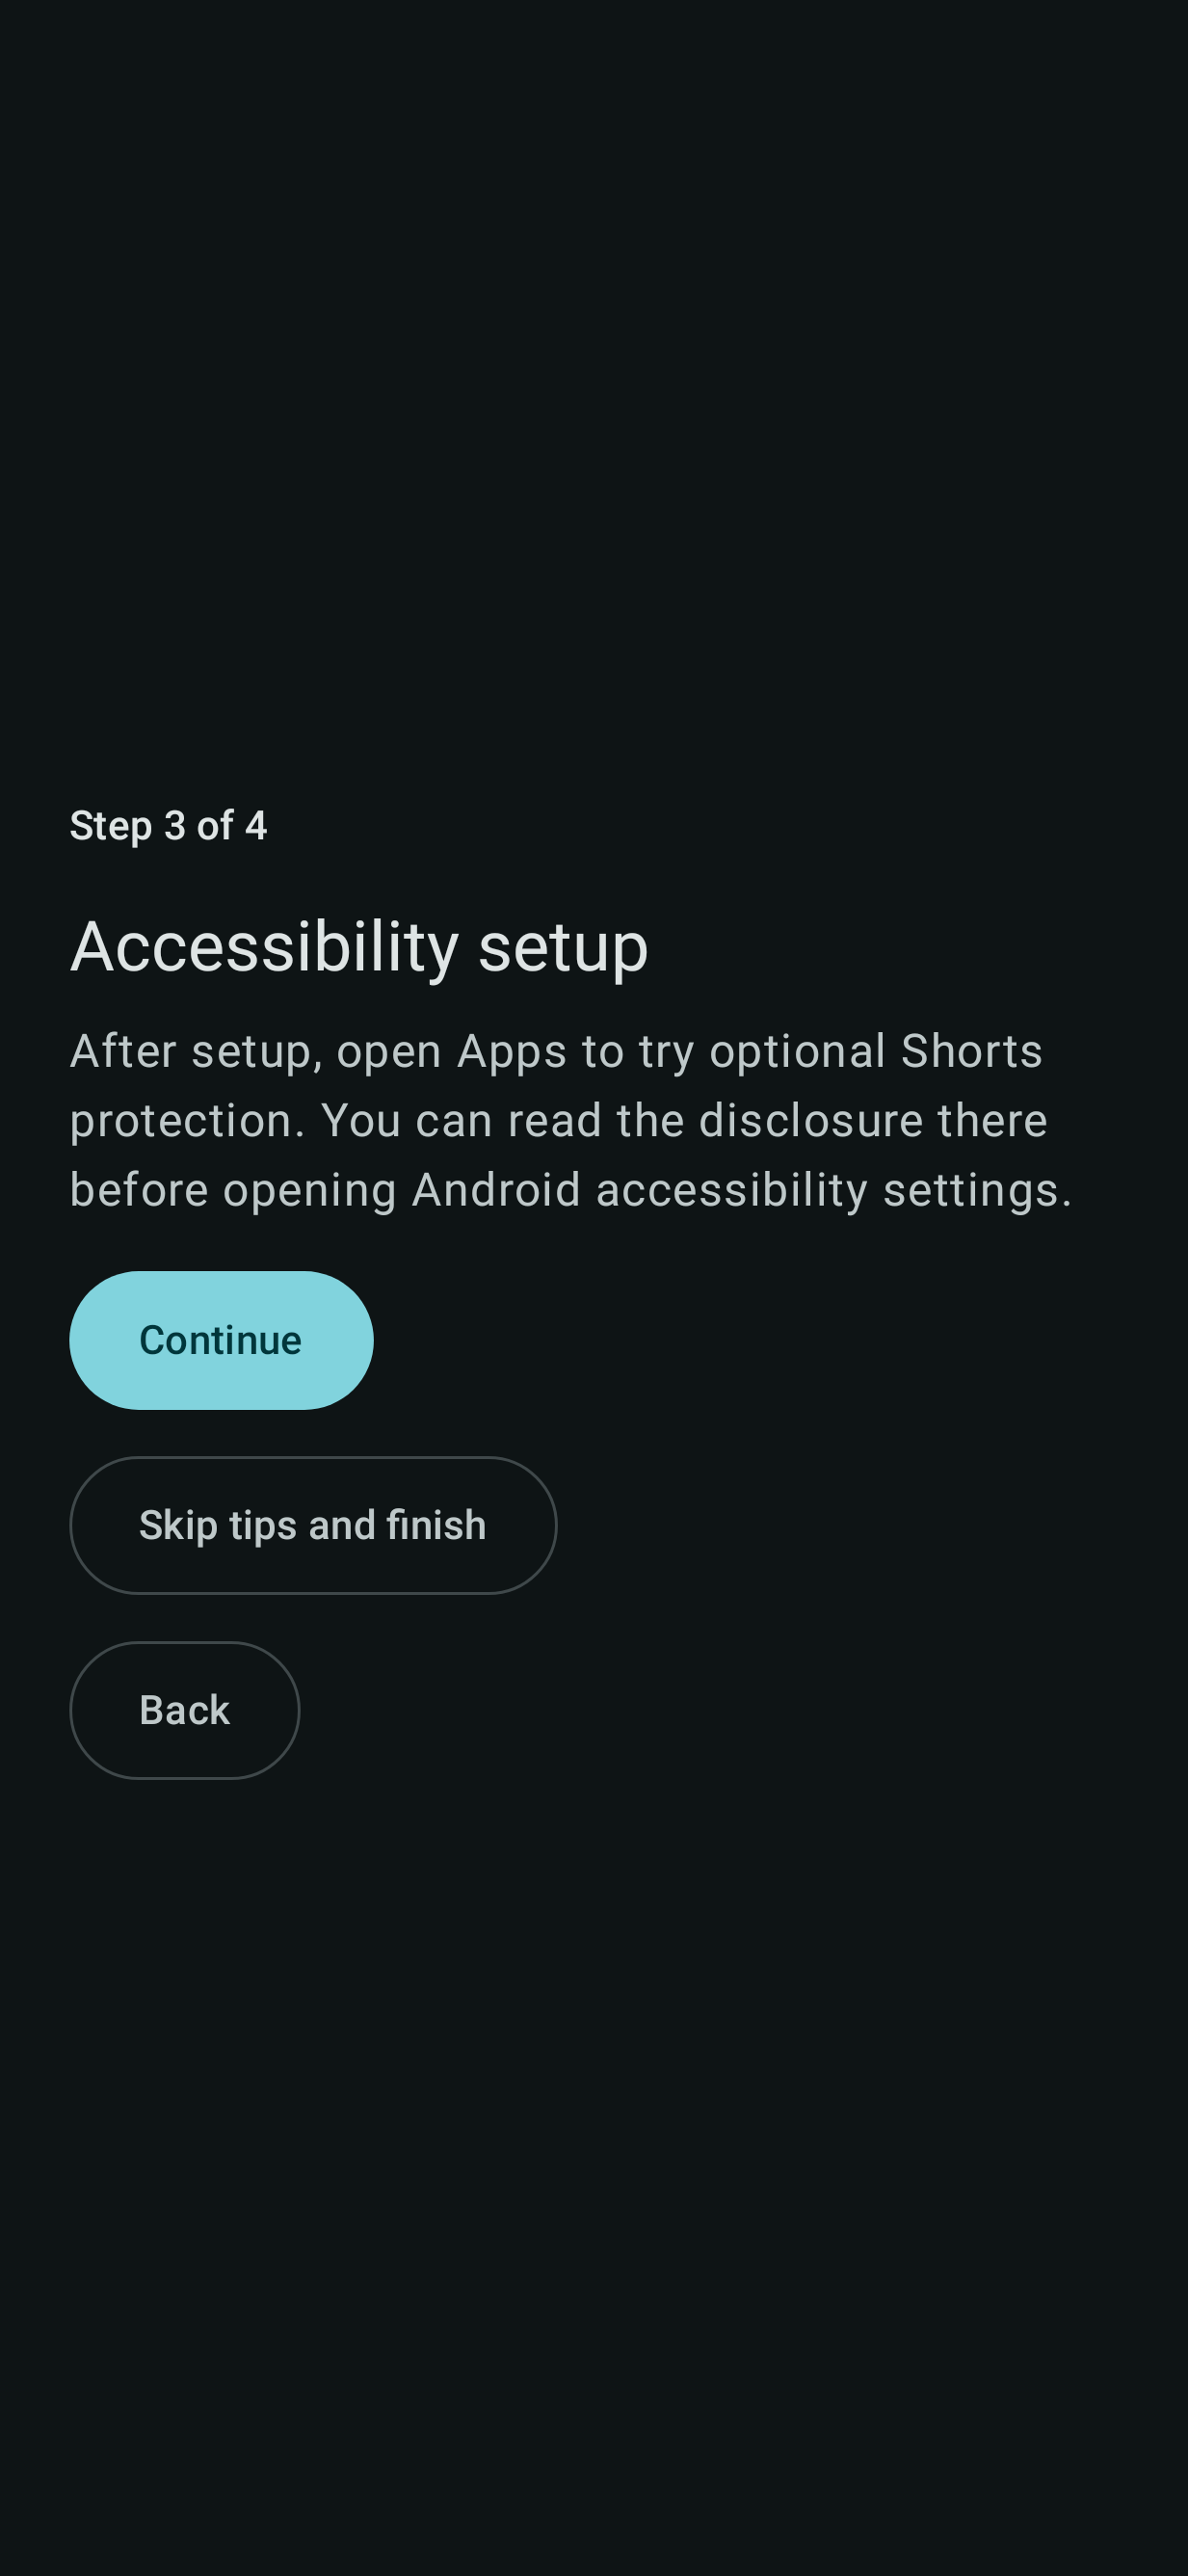 Step 3 of 4
Accessibility setup
After setup, open Apps to try optional Shorts
protection. You can read the disclosure there
before opening Android accessibility settings.
Continue
Skip tips and finish
Back